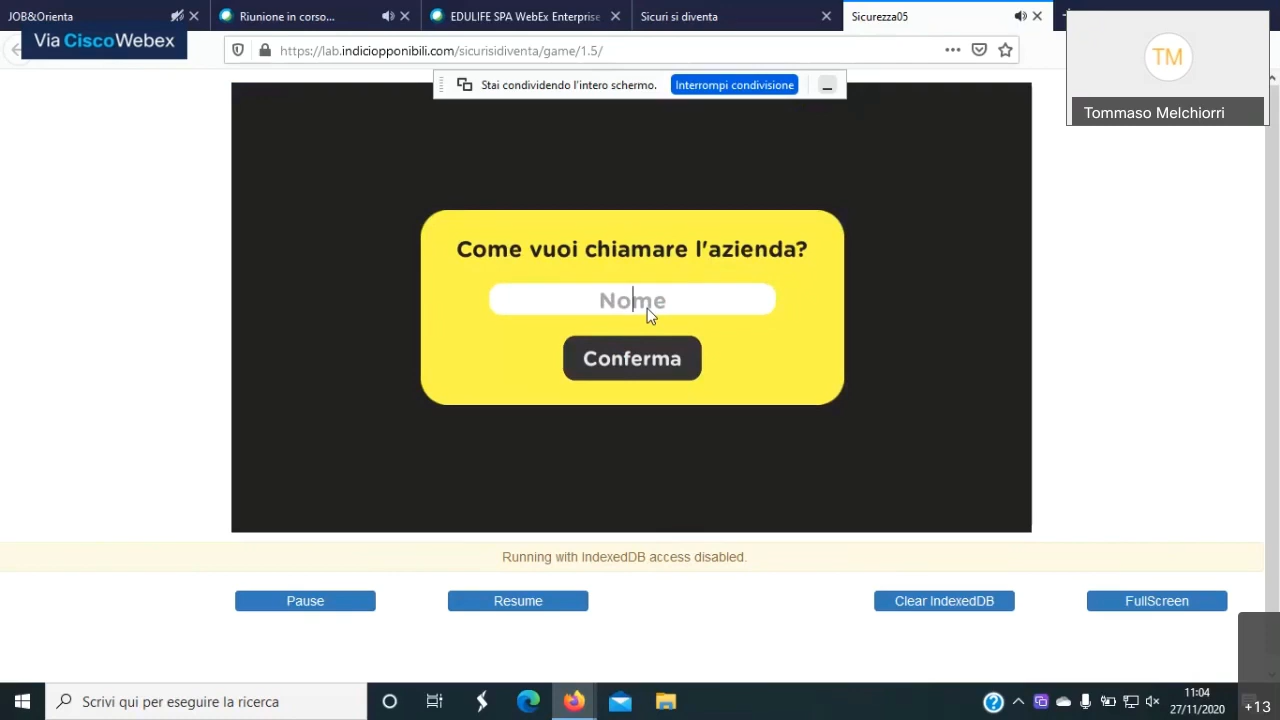 JOB&Orienta
Riunione in corso...
EDULIFE SPA WebEx Enterprise
Sicuri si diventa
Sicurezza05
Via CiscoWebex
https://lab.indiciopponibili.com/sicurisidiventa/game/1.5/
Stai condividendo l'intero schermo.
Interrompi condivisione
TM
Tommaso Melchiorri
Come vuoi chiamare l'azienda?
Nome
Conferma
Running with IndexedDB access disabled.
Pause
Resume
Clear IndexedDB
FullScreen
Scrivi qui per eseguire la ricerca
11:04
27/11/2020
+13